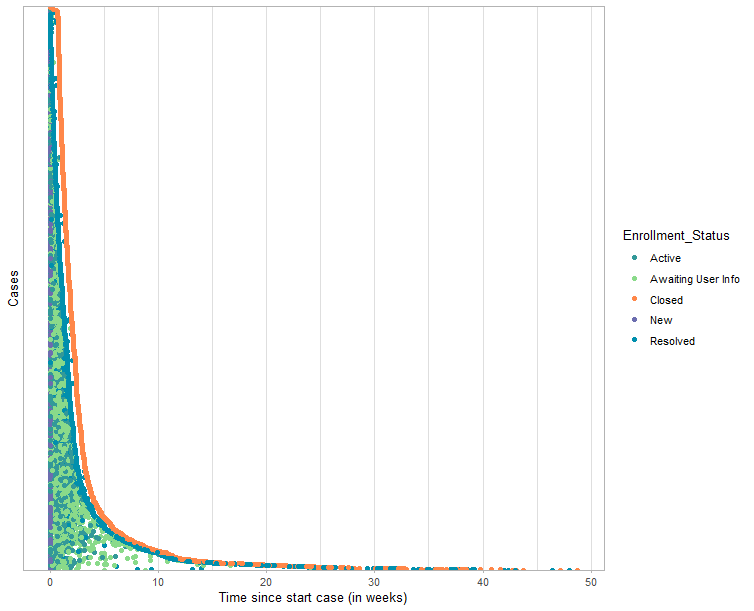 Cases
Enrollment_Status
Active
Awaiting User Info
Closed
New
Resolved
0 10 20 30 40 50
Time since start case (in weeks)